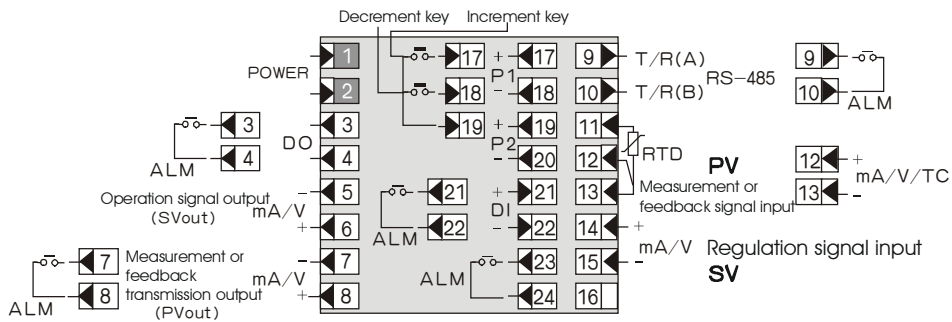 Decrement key Increment key
POWER
1 17 + 17 9 T/R(A) 9
P1 RS-485
2 18 - 18 10 T/R(B) 10
ALM
3 3 19 + 19 11
DO P2 RTD
4 4 - 20 12 PV 12 +
ALM mA/V/TC
Operation signal output
(SVout)
- 5 21 + 21 13 Measurement or
feedback signal input
13 -
mA/V DI
+ 6 22 - 22 14 +
ALM
mA/V Regulation signal input
SV
7 Measurement or
feedback
transmission output
(PVout)
- 7 23 15 -
mA/V ALM
8 + 8 24 16
ALM